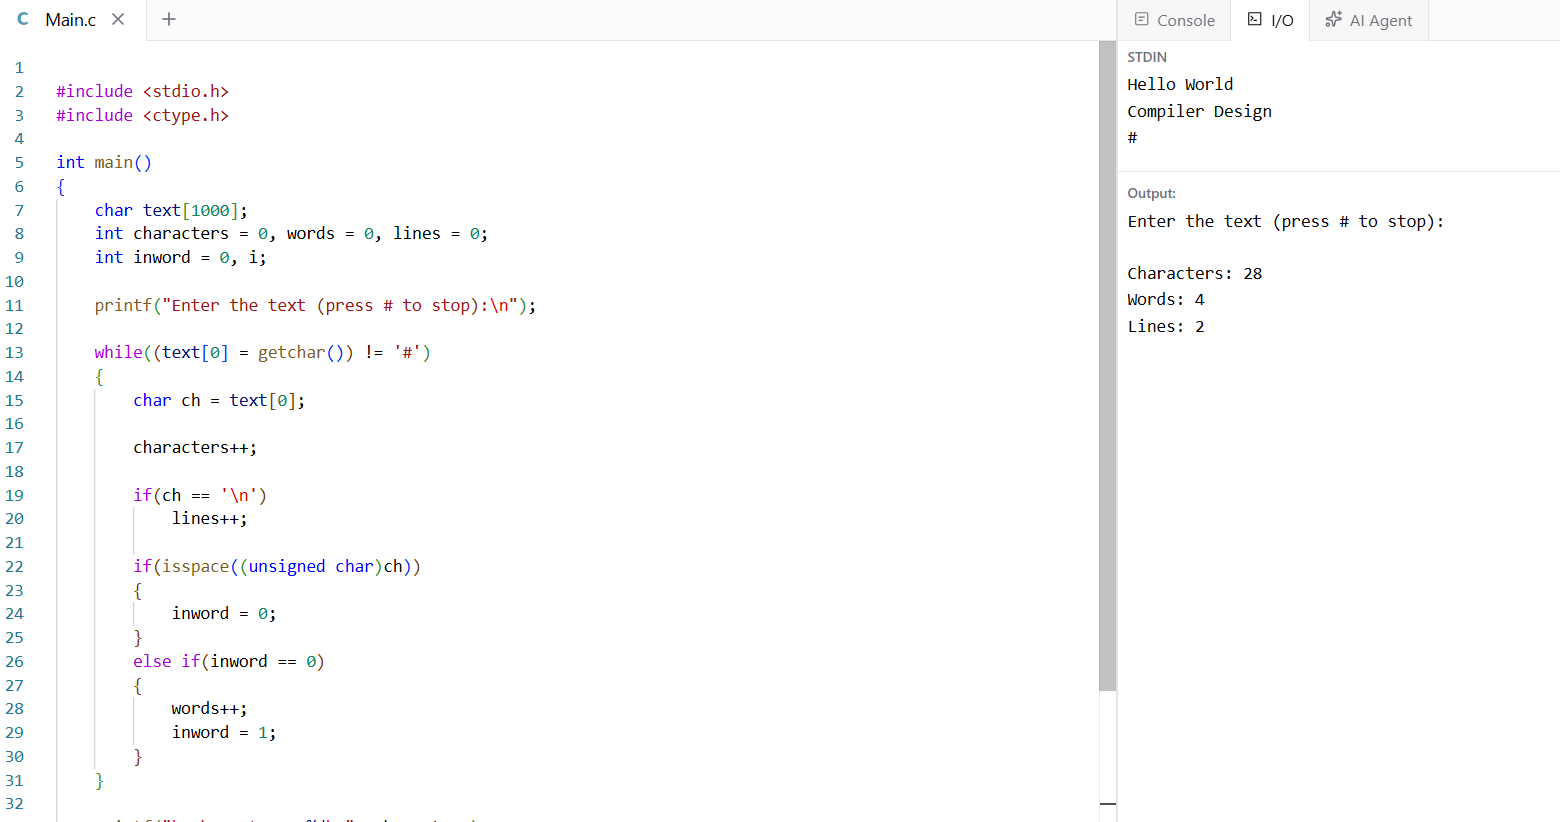 C Main.c × +
1
2 #include <stdio.h>
3 #include <ctype.h>
4
5 int main()
6 {
7     char text[1000];
8     int characters = 0, words = 0, lines = 0;
9     int inword = 0, i;
10
11     printf("Enter the text (press # to stop):\n");
12
13     while((text[0] = getchar()) != '#')
14     {
15         char ch = text[0];
16
17         characters++;
18
19         if(ch == '\n')
20             lines++;
21
22         if(isspace((unsigned char)ch))
23         {
24             inword = 0;
25         }
26         else if(inword == 0)
27         {
28             words++;
29             inword = 1;
30         }
31     }
32
Console I/O AI Agent
STDIN
Hello World
Compiler Design
#
Output:
Enter the text (press # to stop):
Characters: 28
Words: 4
Lines: 2